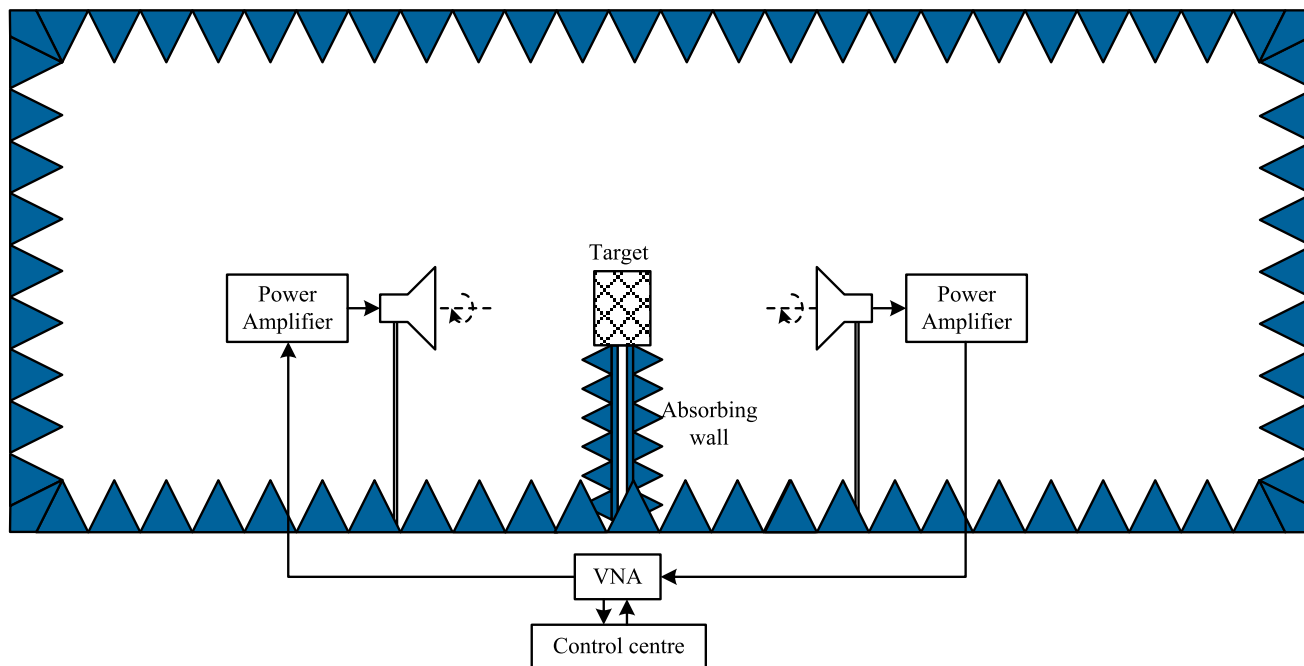 Target
Power
Amplifier
Power
Amplifier
Absorbing
wall
VNA
Control centre